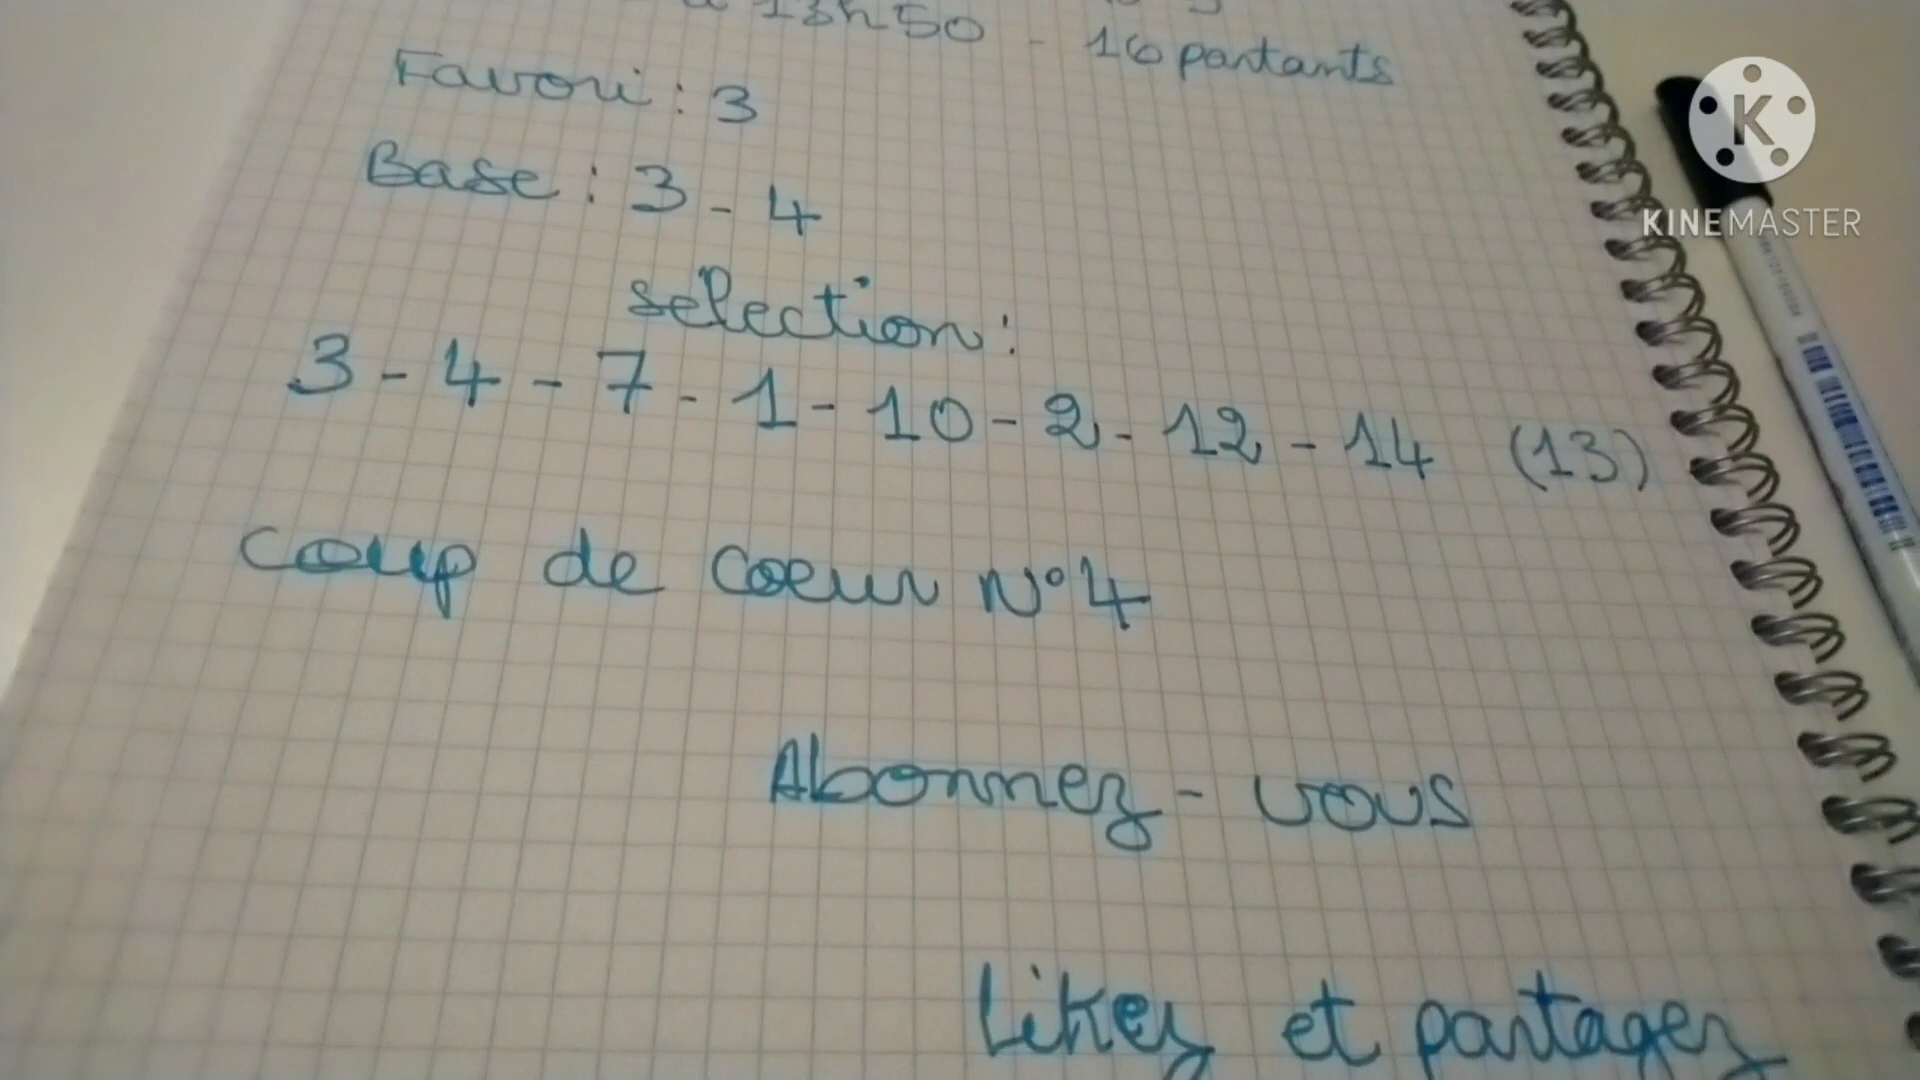 à 13h50 - 16 partants
Favori : 3
Base : 3 - 4
sélection :
3 - 4 - 7 - 1 - 10 - 2 - 12 - 14 (13)
Coup de coeur N°4
Abonnez - vous
Likez et partagez
K
KINEMASTER